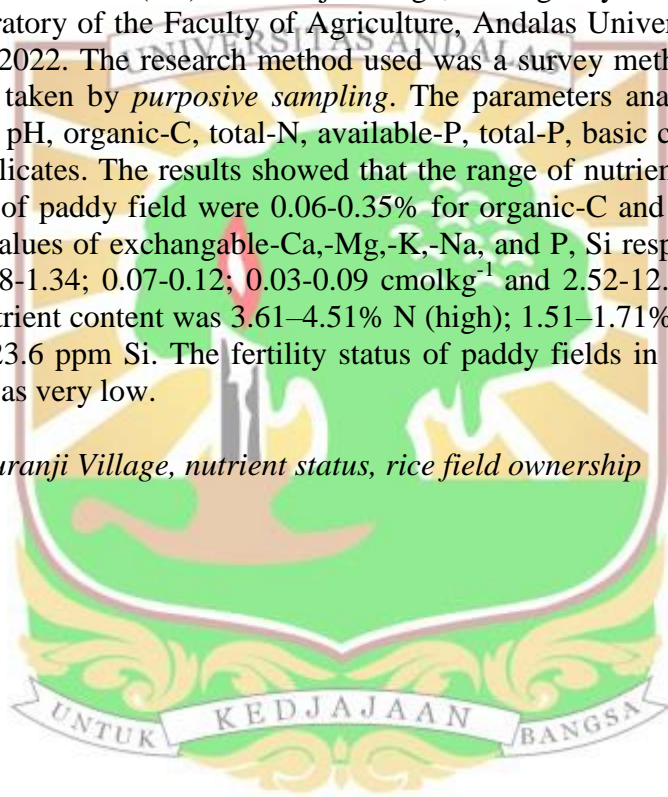 ratory of the Faculty of Agriculture, Andalas Univer
UNIVERSITAS ANDALAS
2022. The research method used was a survey meth
taken by purposive sampling. The parameters ana
pH, organic-C, total-N, available-P, total-P, basic c
licates. The results showed that the range of nutrien
of paddy field were 0.06-0.35% for organic-C and
alues of exchangable-Ca,-Mg,-K,-Na, and P, Si resp
8-1.34; 0.07-0.12; 0.03-0.09 cmolkg-1 and 2.52-12.
trient content was 3.61–4.51% N (high); 1.51–1.71%
23.6 ppm Si. The fertility status of paddy fields in
as very low.
uranji Village, nutrient status, rice field ownership
UNTUK KEDJAJAAN BANGSA